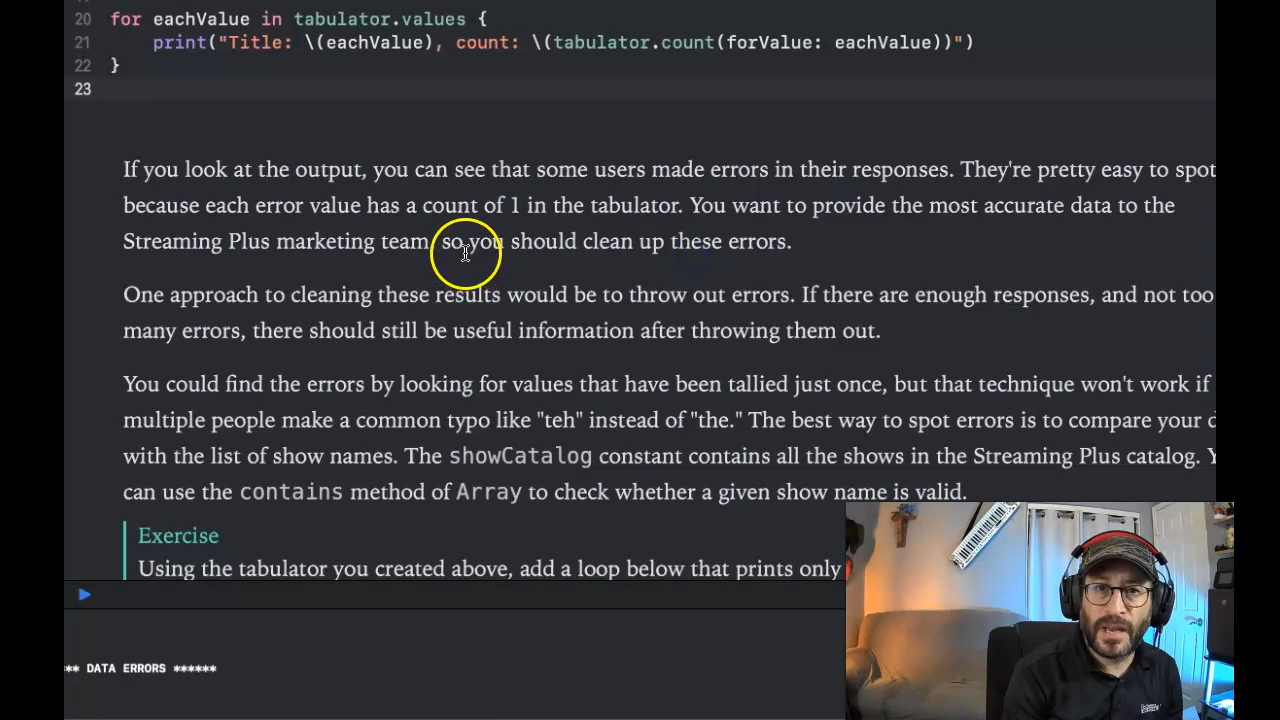 20 for eachValue in tabulator.values {
21 print("Title: \(eachValue), count: \(tabulator.count(forValue: eachValue))")
22 }
23
If you look at the output, you can see that some users made errors in their responses. They're pretty easy to spot
because each error value has a count of 1 in the tabulator. You want to provide the most accurate data to the
Streaming Plus marketing team, so you should clean up these errors.
One approach to cleaning these results would be to throw out errors. If there are enough responses, and not too
many errors, there should still be useful information after throwing them out.
You could find the errors by looking for values that have been tallied just once, but that technique won't work if
multiple people make a common typo like "teh" instead of "the." The best way to spot errors is to compare your
with the list of show names. The showCatalog constant contains all the shows in the Streaming Plus catalog.
can use the contains method of Array to check whether a given show name is valid.
Exercise
Using the tabulator you created above, add a loop below that prints only
** DATA ERRORS ******